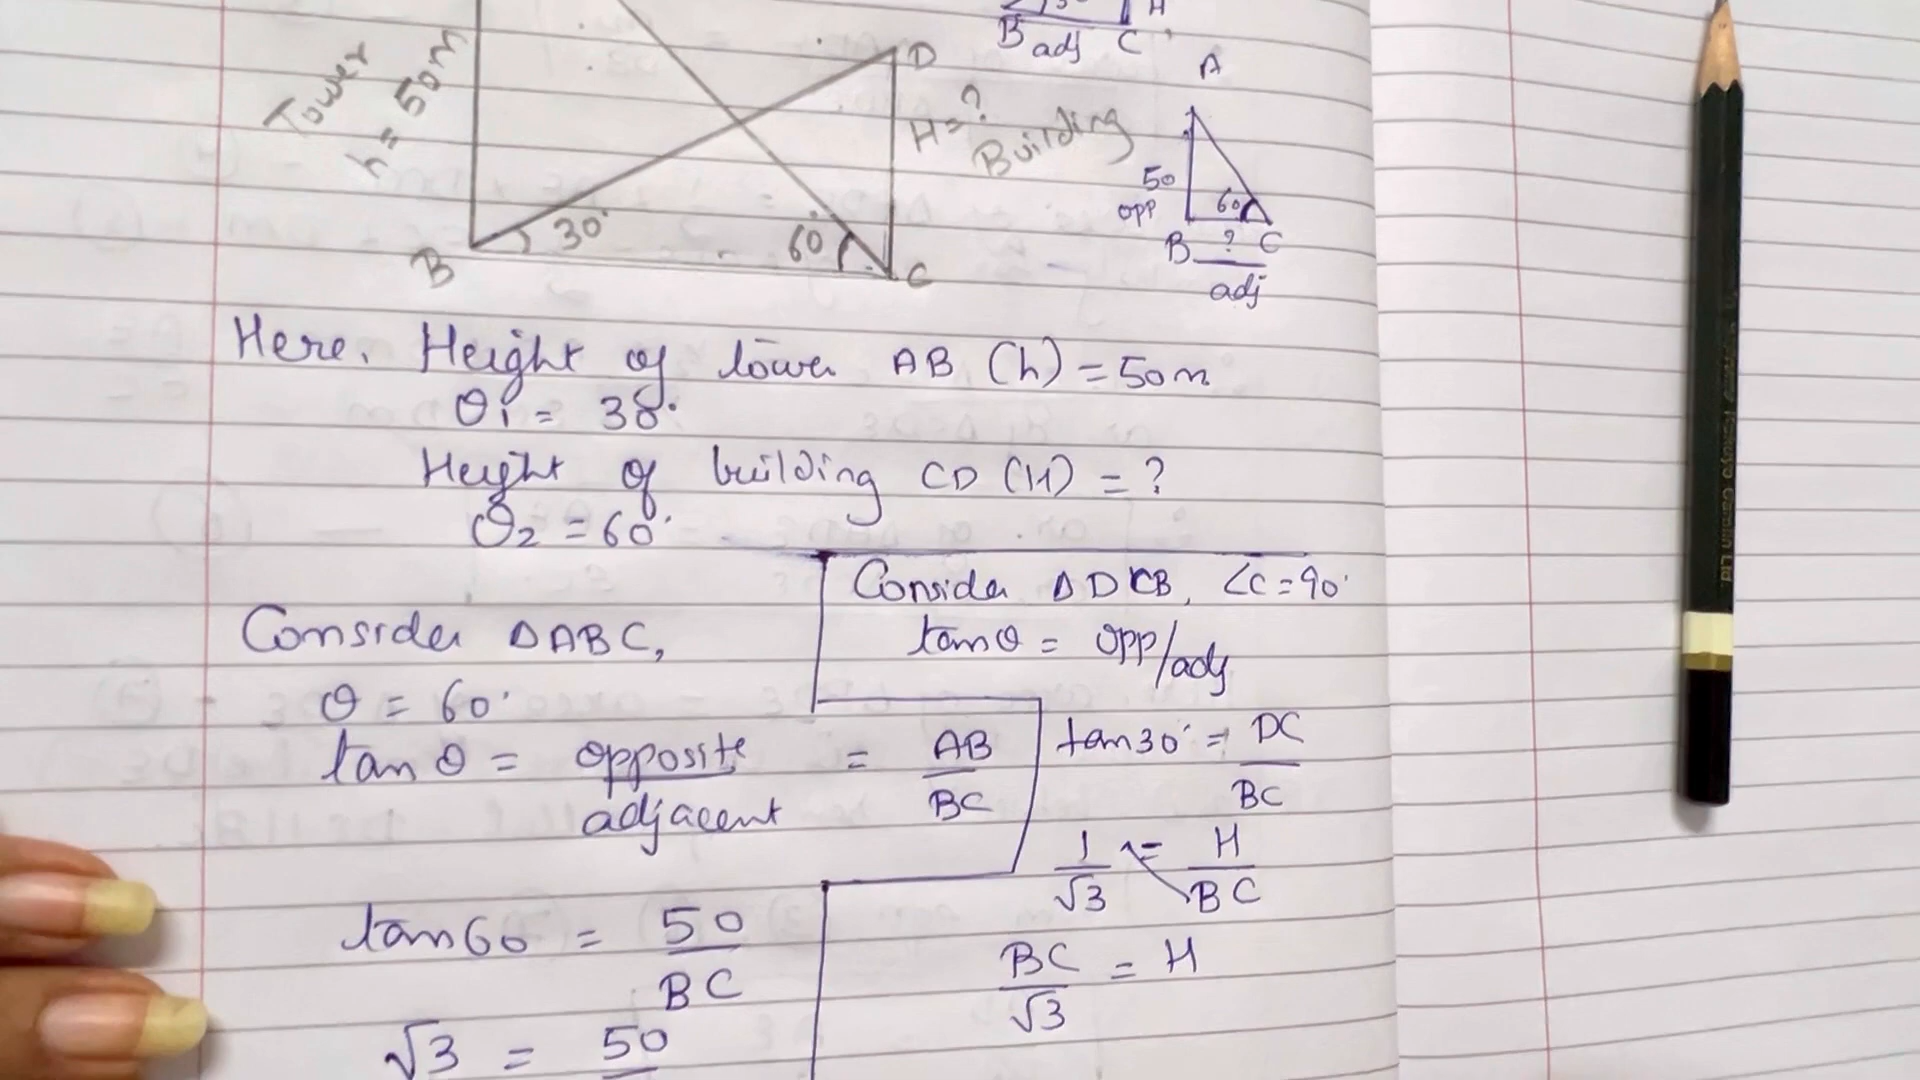 Tower
h = 50m
D
H = ?
Building
B
30°
60°
C
B adj C
H
A
50
opp
60
B ? C
adj
Here, Height of tower AB (h) = 50m
θ1 = 30°
Height of building CD (H) = ?
θ2 = 60°
Consider ΔABC,
θ = 60°
tan θ = opposite / adjacent = AB / BC
tan60 = 50 / BC
√3 = 50
Consider ΔDCB, ∠C = 90°
tanθ = opp/adj
tan30° = DC / BC
1 / √3 = H / BC
BC / √3 = H